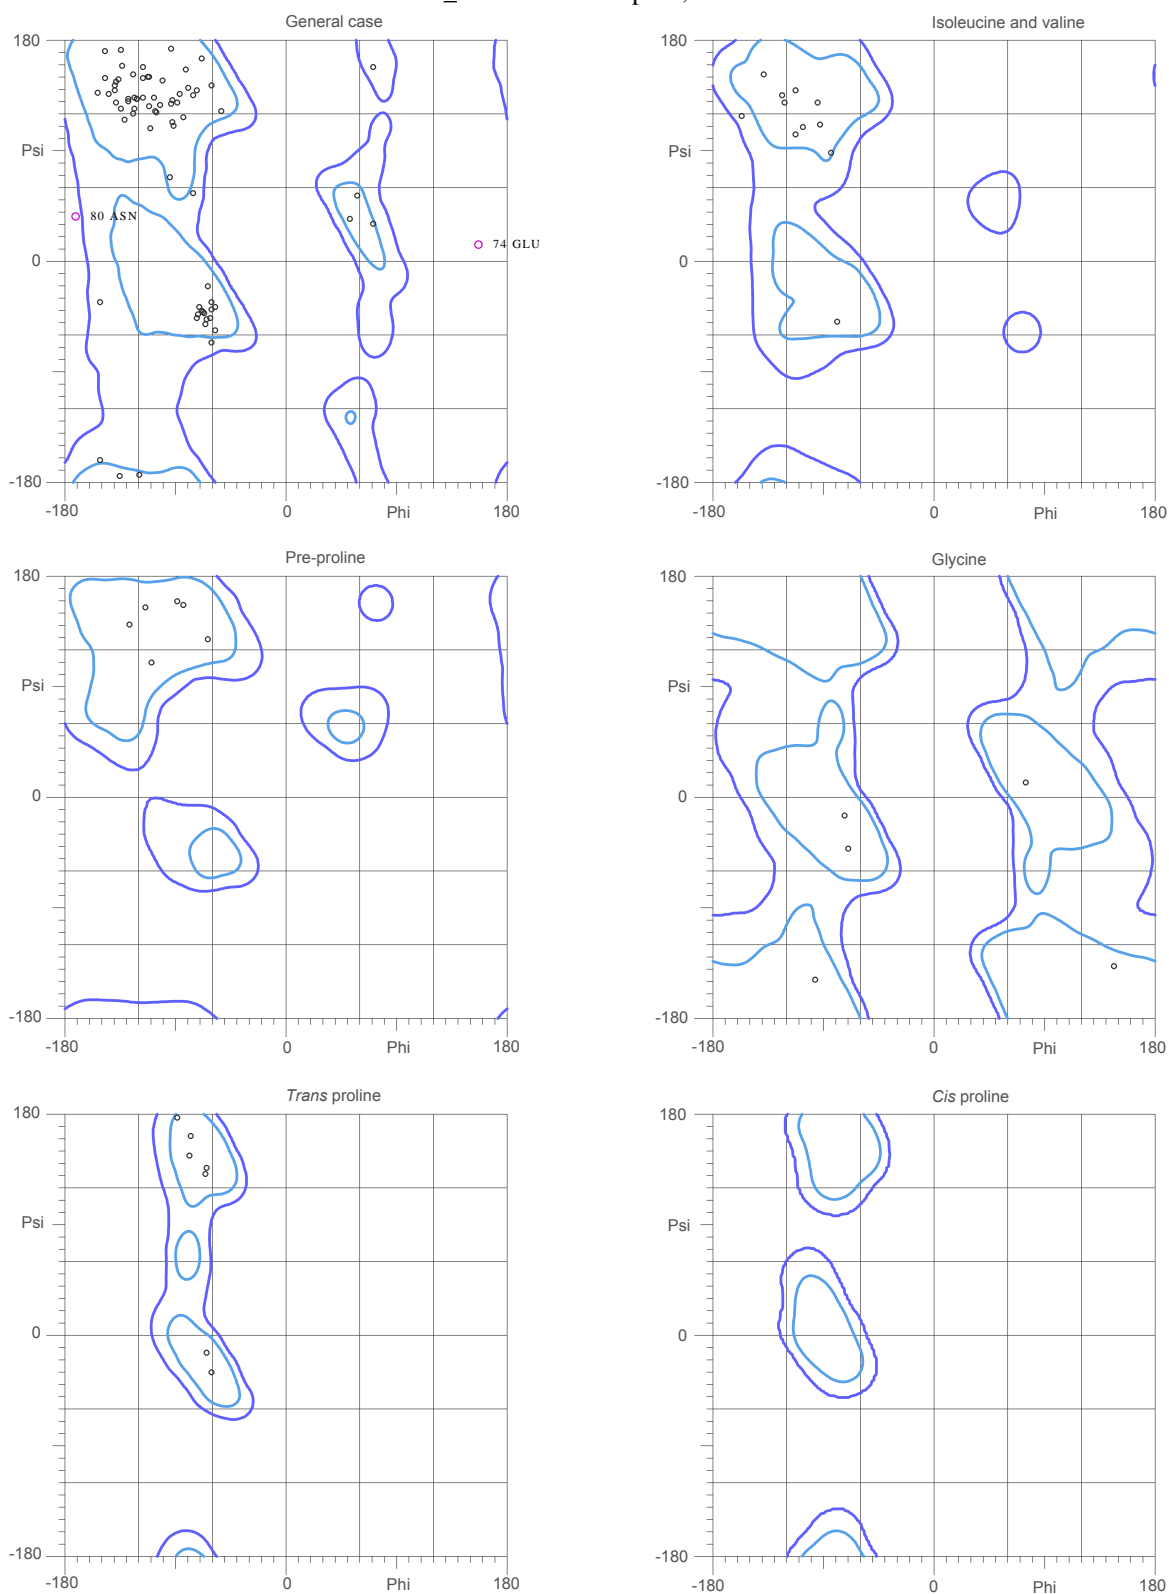 General case
Isoleucine and valine
180
Psi
80 ASN
74 GLU
0
-180
-180
0
Phi
180
180
Psi
0
-180
-180
0
Phi
180
Pre-proline
Glycine
180
Psi
0
-180
-180
0
Phi
180
180
Psi
0
-180
-180
0
Phi
180
Trans proline
Cis proline
180
Psi
0
-180
-180
0
Phi
180
180
Psi
0
-180
-180
0
Phi
180